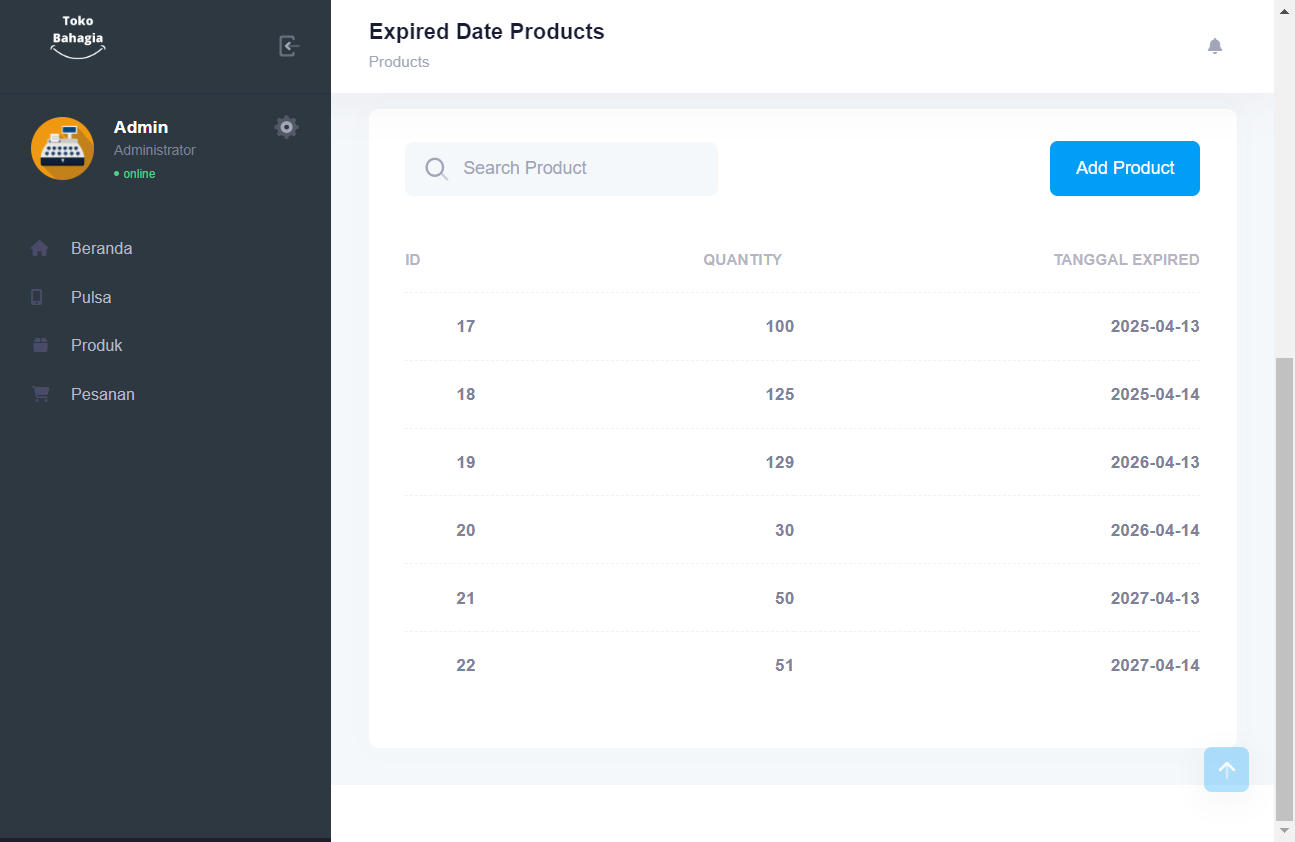 Toko
Bahagia
Expired Date Products
Products
Admin
Administrator
online
Beranda
Pulsa
Produk
Pesanan
Search Product
Add Product
ID QUANTITY TANGGAL EXPIRED
17 100 2025-04-13
18 125 2025-04-14
19 129 2026-04-13
20 30 2026-04-14
21 50 2027-04-13
22 51 2027-04-14